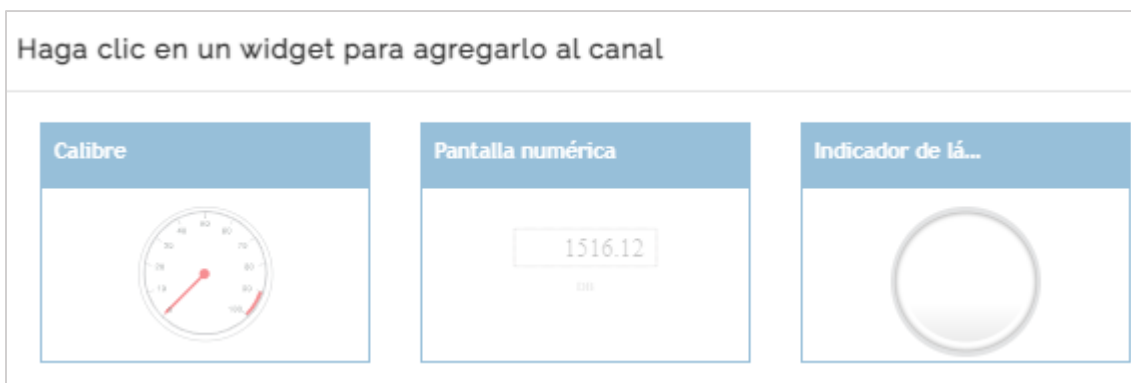 Haga clic en un widget para agregarlo al canal
Calibre
Pantalla numérica
Indicador de lá...
1516.12